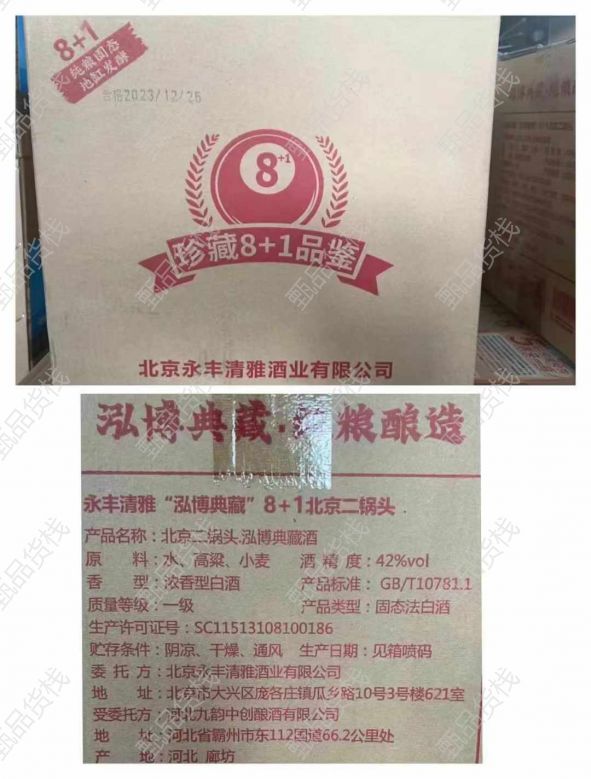 8+1
纯粮固态
地缸发酵
合格2023/12/26
8+1
珍藏8+1品鉴
北京永丰清雅酒业有限公司
泓博典藏·粮酿造
永丰清雅“泓博典藏”8+1北京二锅头
产品名称：北京二锅头.泓博典藏酒
原 料：水、高粱、小麦 酒 精 度：42%vol
香 型：浓香型白酒 产品标准：GB/T10781.1
质量等级：一级 产品类型：固态法白酒
生产许可证号：SC11513108100186
贮存条件：阴凉、干燥、通风 生产日期：见箱喷码
委 托 方：北京永丰清雅酒业有限公司
地 址：北京市大兴区庞各庄镇瓜乡路10号3号楼621室
受委托方：河北九韵中创酿酒有限公司
地 址：河北省霸州市东112国道66.2公里处
产 地：河北 廊坊
甄品货栈